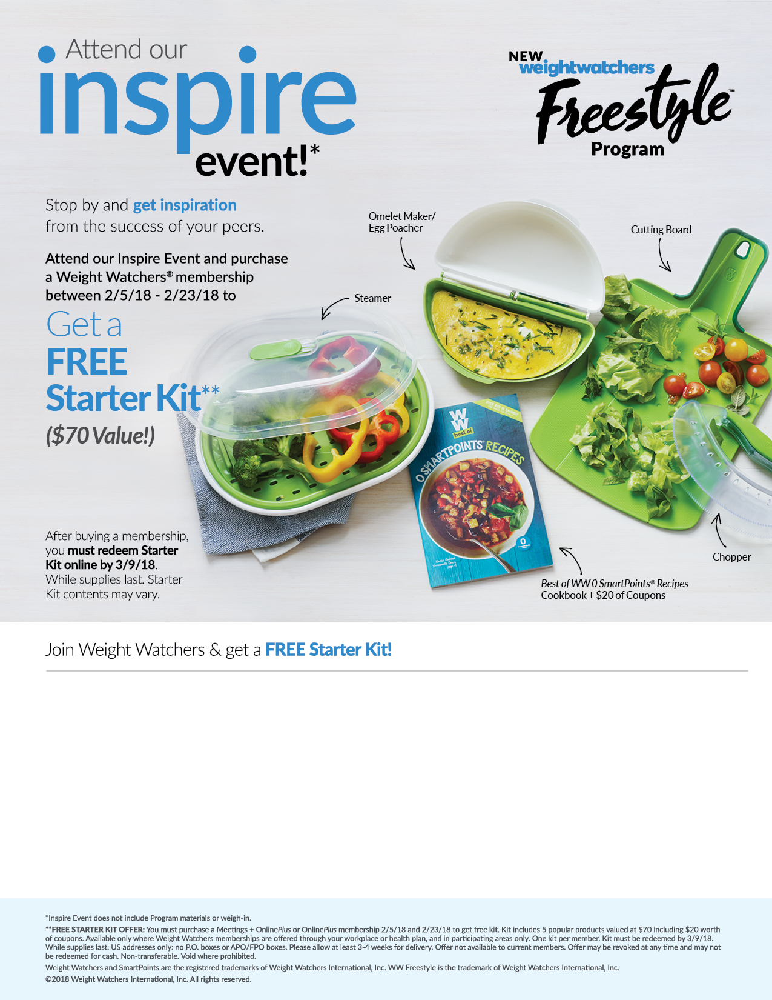 Attend our
inspire
event!*
NEW
weightwatchers
Freestyle™
Program
Stop by and get inspiration
from the success of your peers.
Attend our Inspire Event and purchase
a Weight Watchers® membership
between 2/5/18 - 2/23/18 to
Get a
FREE
Starter Kit**
($70 Value!)
After buying a membership,
you must redeem Starter
Kit online by 3/9/18.
While supplies last. Starter
Kit contents may vary.
Omelet Maker/
Egg Poacher
Cutting Board
Steamer
W
W
best of
0 SMARTPOINTS® RECIPES
0
Chopper
Best of WW 0 SmartPoints® Recipes
Cookbook + $20 of Coupons
Join Weight Watchers & get a FREE Starter Kit!
*Inspire Event does not include Program materials or weigh-in.
**FREE STARTER KIT OFFER: You must purchase a Meetings + OnlinePlus or OnlinePlus membership 2/5/18 and 2/23/18 to get free kit. Kit includes 5 popular products valued at $70 including $20 worth
of coupons. Available only where Weight Watchers memberships are offered through your workplace or health plan, and in participating areas only. One kit per member. Kit must be redeemed by 3/9/18.
While supplies last. US addresses only: no P.O. boxes or APO/FPO boxes. Please allow at least 3-4 weeks for delivery. Offer not available to current members. Offer may be revoked at any time and may not
be redeemed for cash. Non-transferable. Void where prohibited.
Weight Watchers and SmartPoints are the registered trademarks of Weight Watchers International, Inc. WW Freestyle is the trademark of Weight Watchers International, Inc.
©2018 Weight Watchers International, Inc. All rights reserved.